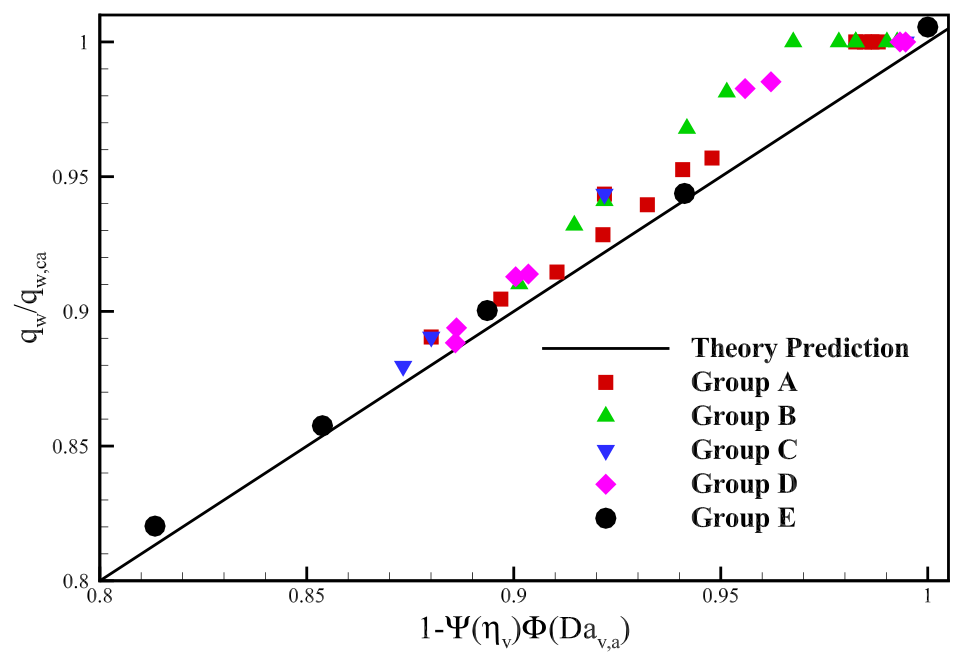 1
0.95
0.9
0.85
0.8
q_w/q_w,ca
Theory Prediction
Group A
Group B
Group C
Group D
Group E
0.8 0.85 0.9 0.95 1
1-Ψ(η_v)Φ(Da_v,a)